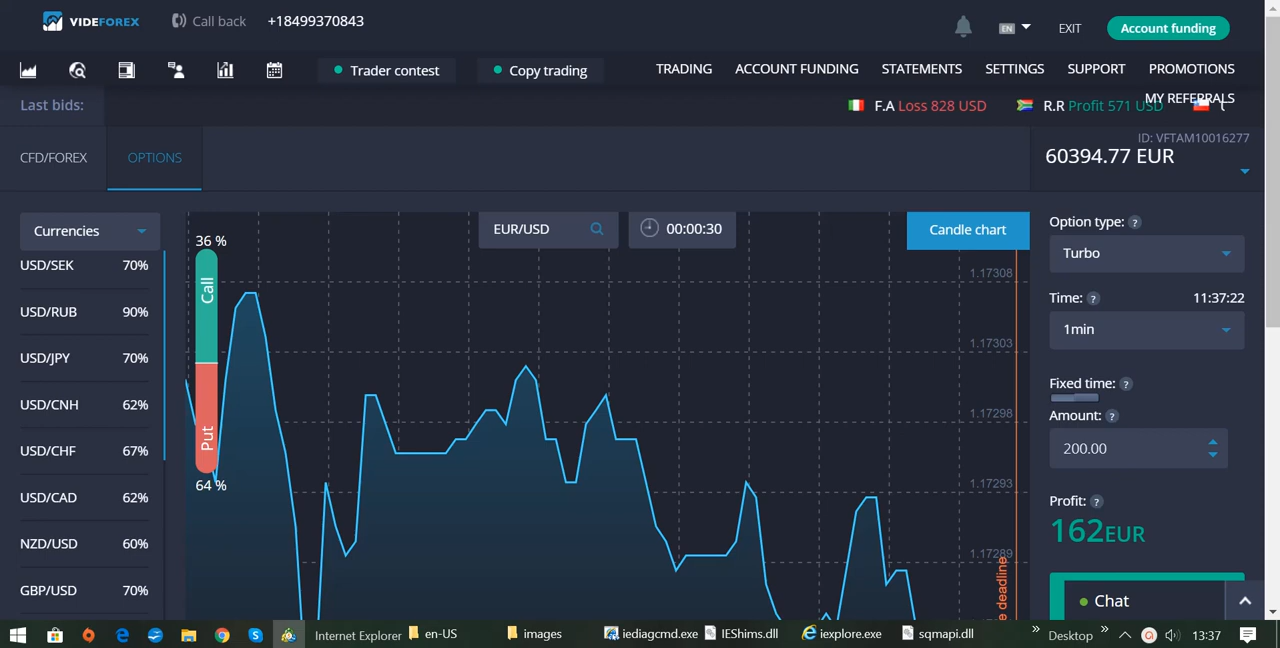 VIDEFOREX Call back +18499370843 EN EXIT Account funding
Trader contest Copy trading TRADING ACCOUNT FUNDING STATEMENTS SETTINGS SUPPORT PROMOTIONS
MY REFERRALS
Last bids: F.A Loss 828 USD R.R Profit 571 USD
CFD/FOREX OPTIONS
ID: VFTAM10016277
60394.77 EUR
Currencies
36 %
Call
Put
64 %
EUR/USD 00:00:30 Candle chart
USD/SEK 70%
USD/RUB 90%
USD/JPY 70%
USD/CNH 62%
USD/CHF 67%
USD/CAD 62%
NZD/USD 60%
GBP/USD 70%
1.17308
1.17303
1.17298
1.17293
1.17289
e deadline
Option type: ?
Turbo
Time: ? 11:37:22
1min
Fixed time: ?
Amount: ?
200.00
Profit: ?
162EUR
Chat
Internet Explorer en-US images iediagcmd.exe IEShims.dll iexplore.exe sqmapi.dll » Desktop » 13:37